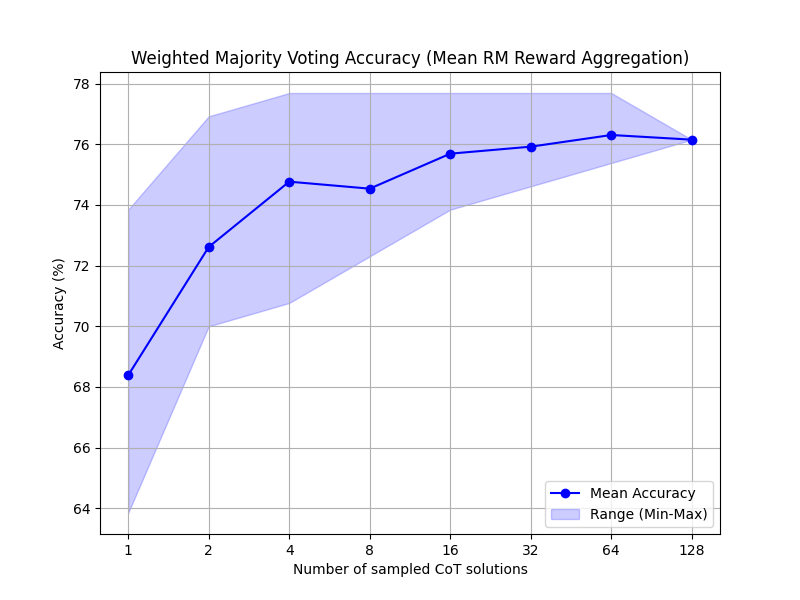 Weighted Majority Voting Accuracy (Mean RM Reward Aggregation)
78
76
74
72
70
68
66
64
Accuracy (%)
1 2 4 8 16 32 64 128
Number of sampled CoT solutions
Mean Accuracy
Range (Min-Max)